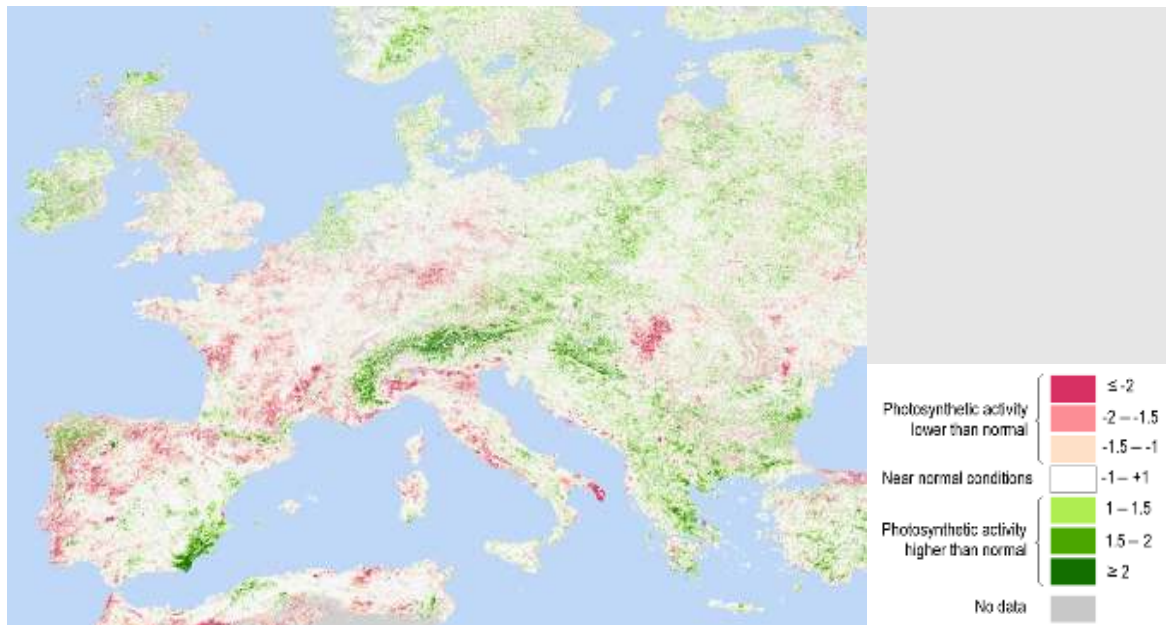 ≤ -2
Photosynthetic activity
lower than normal
-2 – -1.5
-1.5 – -1
Near normal conditions
-1 – +1
1 – 1.5
Photosynthetic activity
higher than normal
1.5 – 2
≥ 2
No data